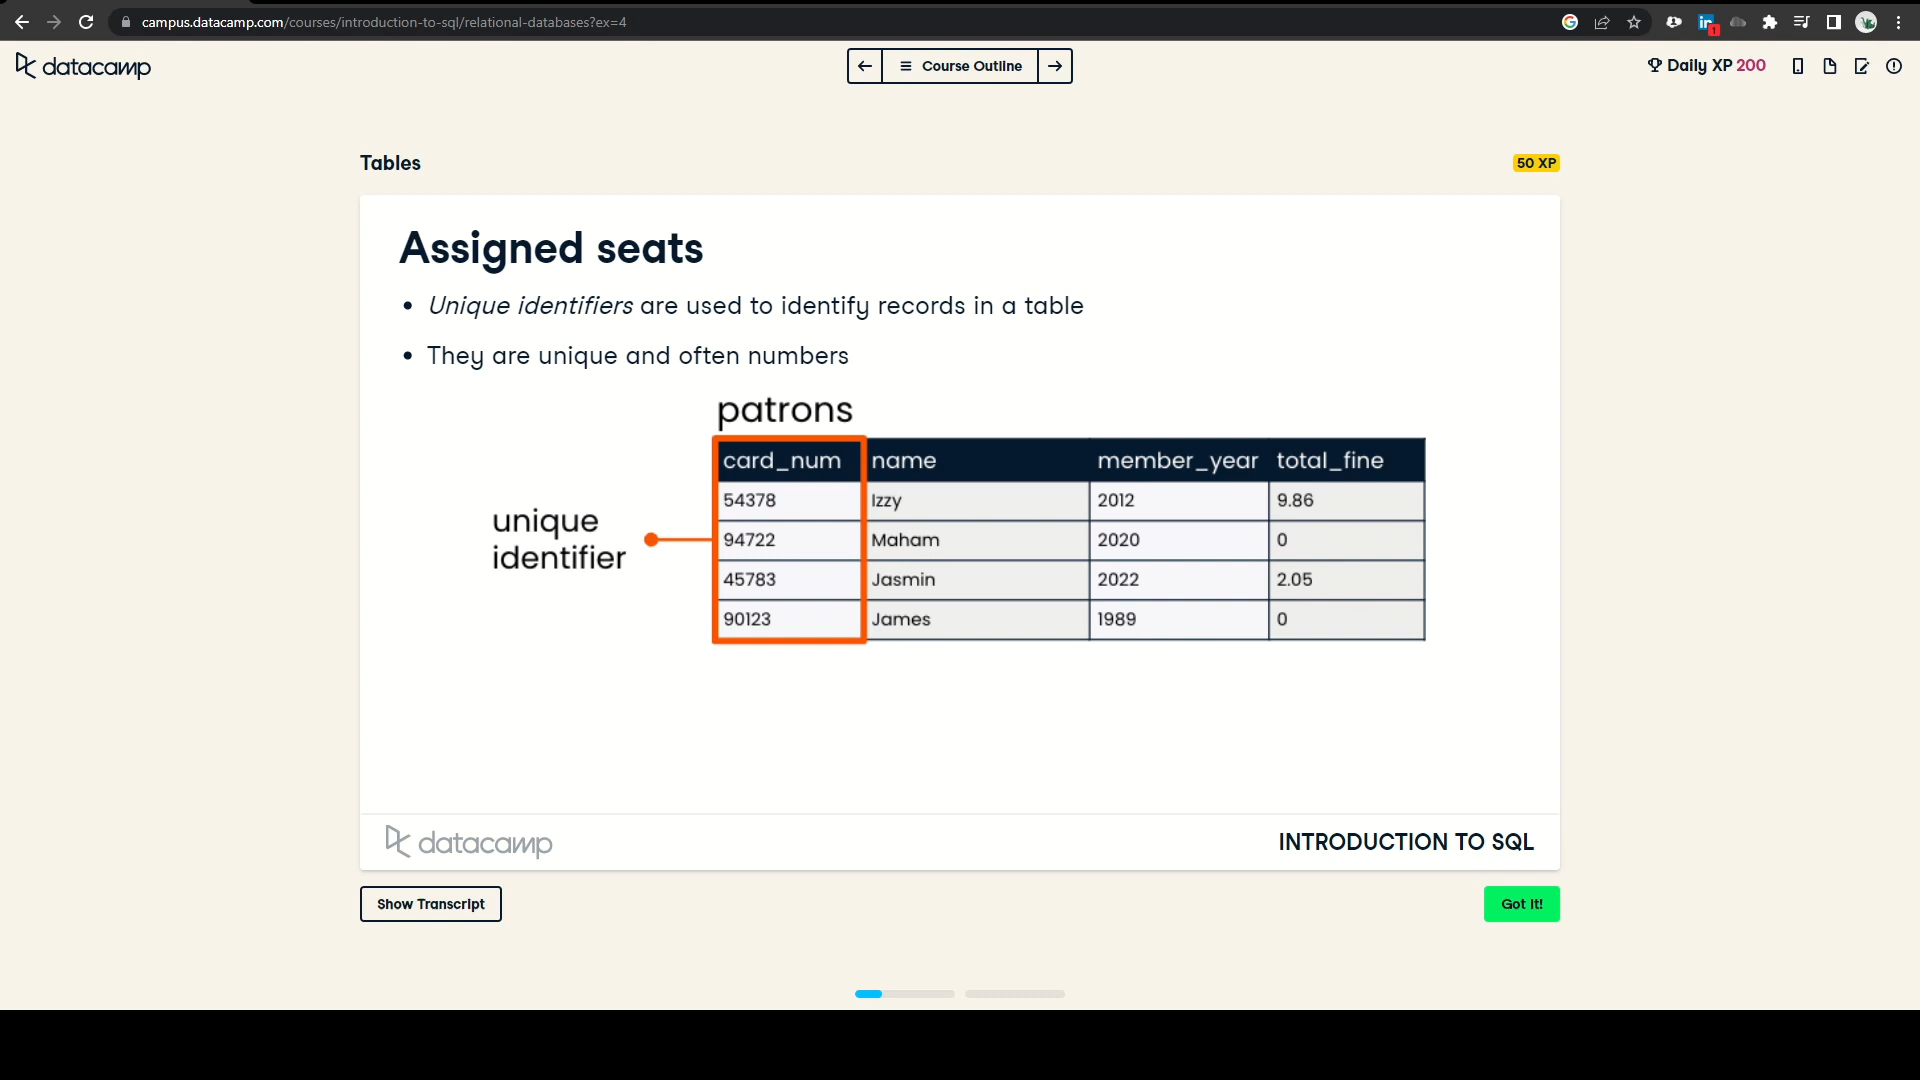 campus.datacamp.com/courses/introduction-to-sql/relational-databases?ex=4
1
datacamp
Course Outline
Daily XP 200
Tables
50 XP
Assigned seats
• Unique identifiers are used to identify records in a table
• They are unique and often numbers
patrons
card_num name member_year total_fine
54378 Izzy 2012 9.86
unique identifier
94722 Maham 2020 0
45783 Jasmin 2022 2.05
90123 James 1989 0
datacamp
INTRODUCTION TO SQL
Show Transcript
Got It!